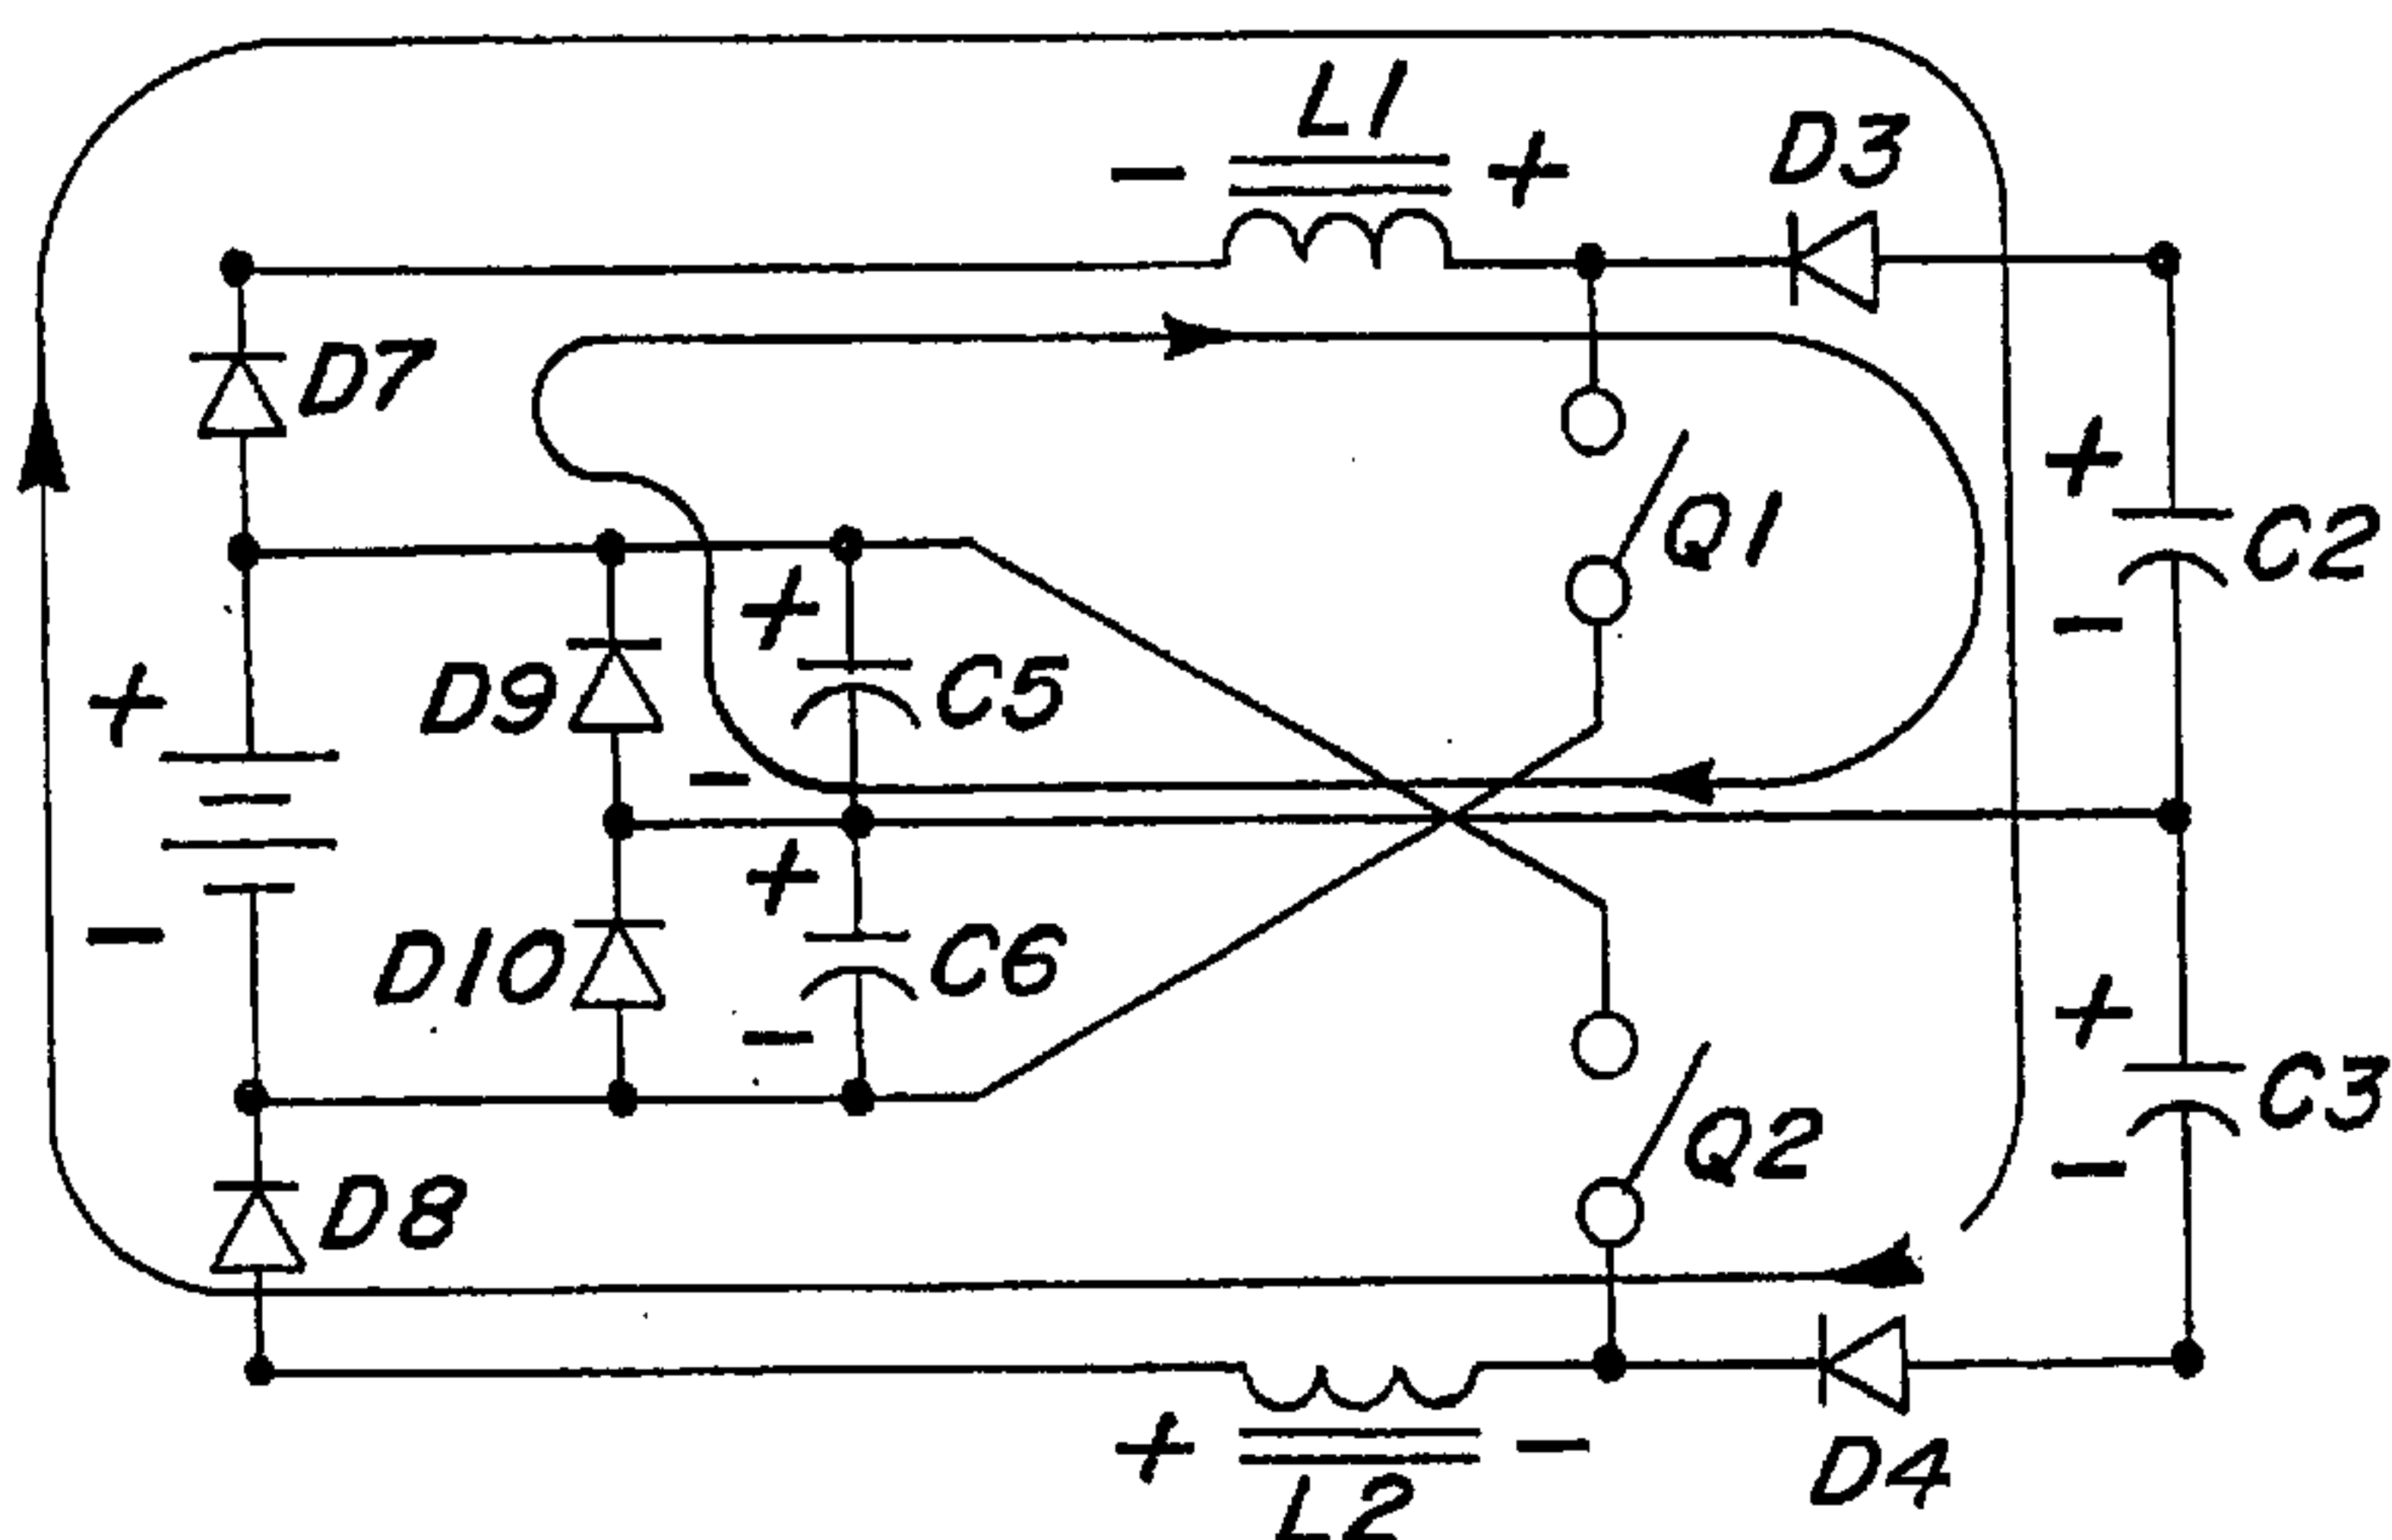 L1
- +
D3
D7
+
Q1
C2
-
+
D9
C5
+
-
+
D10
C6
-
-
+
C3
D8
Q2
-
+ -
D4
L2